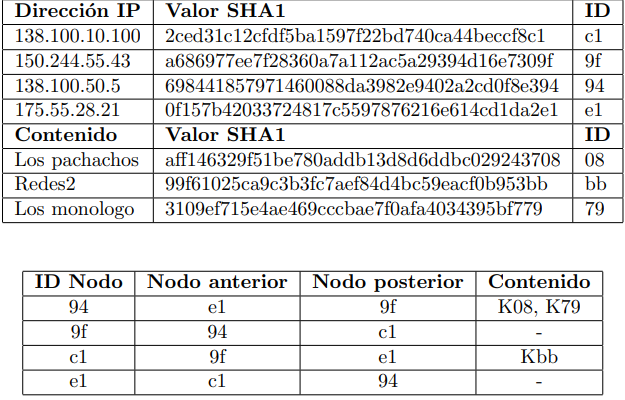 Dirección IP Valor SHA1 ID
138.100.10.100 2ced31c12cfdf5ba1597f22bd740ca44beccf8c1 c1
150.244.55.43 a686977ee7f28360a7a112ac5a29394d16e7309f 9f
138.100.50.5 698441857971460088da3982e9402a2cd0f8e394 94
175.55.28.21 0f157b42033724817c5597876216e614cd1da2e1 e1
Contenido Valor SHA1 ID
Los pachachos aff146329f51be780addb13d8d6ddbc029243708 08
Redes2 99f61025ca9c3b3fc7aef84d4bc59eacf0b953bb bb
Los monologo 3109ef715e4ae469cccbae7f0afa4034395bf779 79
ID Nodo Nodo anterior Nodo posterior Contenido
94 e1 9f K08, K79
9f 94 c1 -
c1 9f e1 Kbb
e1 c1 94 -